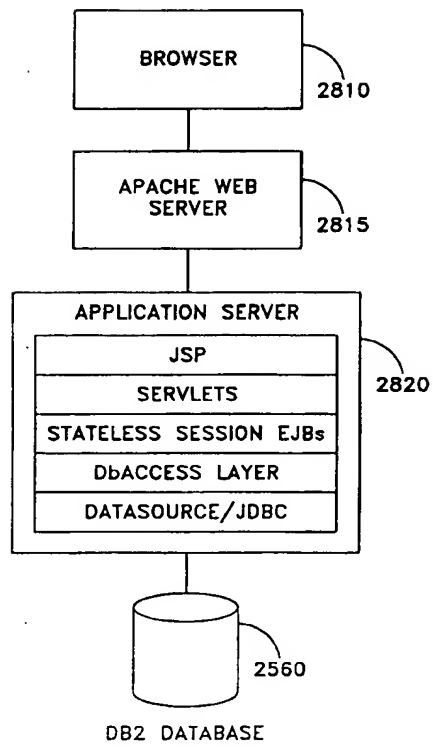 BROWSER
2810
APACHE WEB
SERVER
2815
APPLICATION SERVER
JSP
2820
SERVLETS
STATELESS SESSION EJBs
DbACCESS LAYER
DATASOURCE/JDBC
2560
DB2 DATABASE